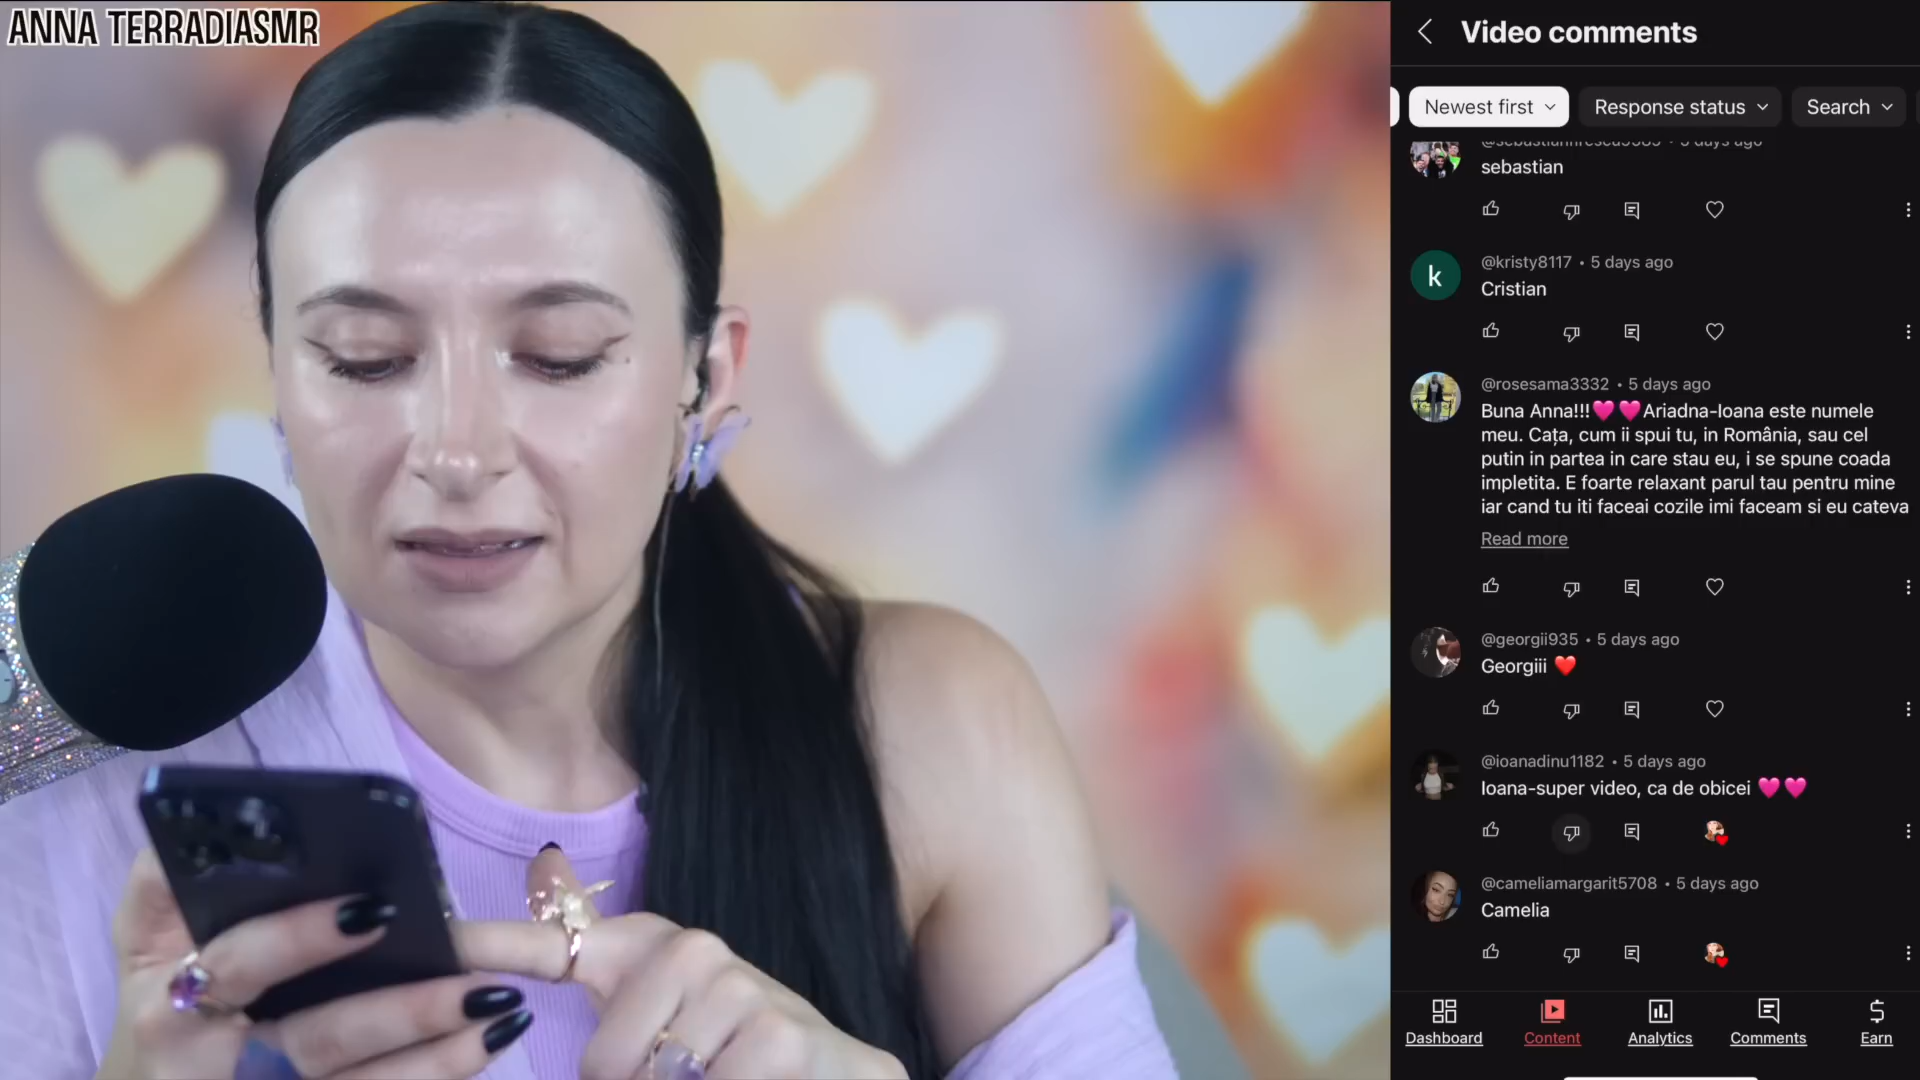 ANNA TERRADIASMR
Video comments
Newest first
Response status
Search
sebastian
@kristy8117 • 5 days ago
Cristian
@rosesama3332 • 5 days ago
Buna Anna!!!🩷🩷Ariadna-Ioana este numele
meu. Cața, cum ii spui tu, in România, sau cel
putin in partea in care stau eu, i se spune coada
impletita. E foarte relaxant parul tau pentru mine
iar cand tu iti faceai cozile imi faceam si eu cateva
Read more
@georgii935 • 5 days ago
Georgiii ❤️
@ioanadinu1182 • 5 days ago
Ioana-super video, ca de obicei 🩷🩷
@cameliamargarit5708 • 5 days ago
Camelia
Dashboard
Content
Analytics
Comments
Earn